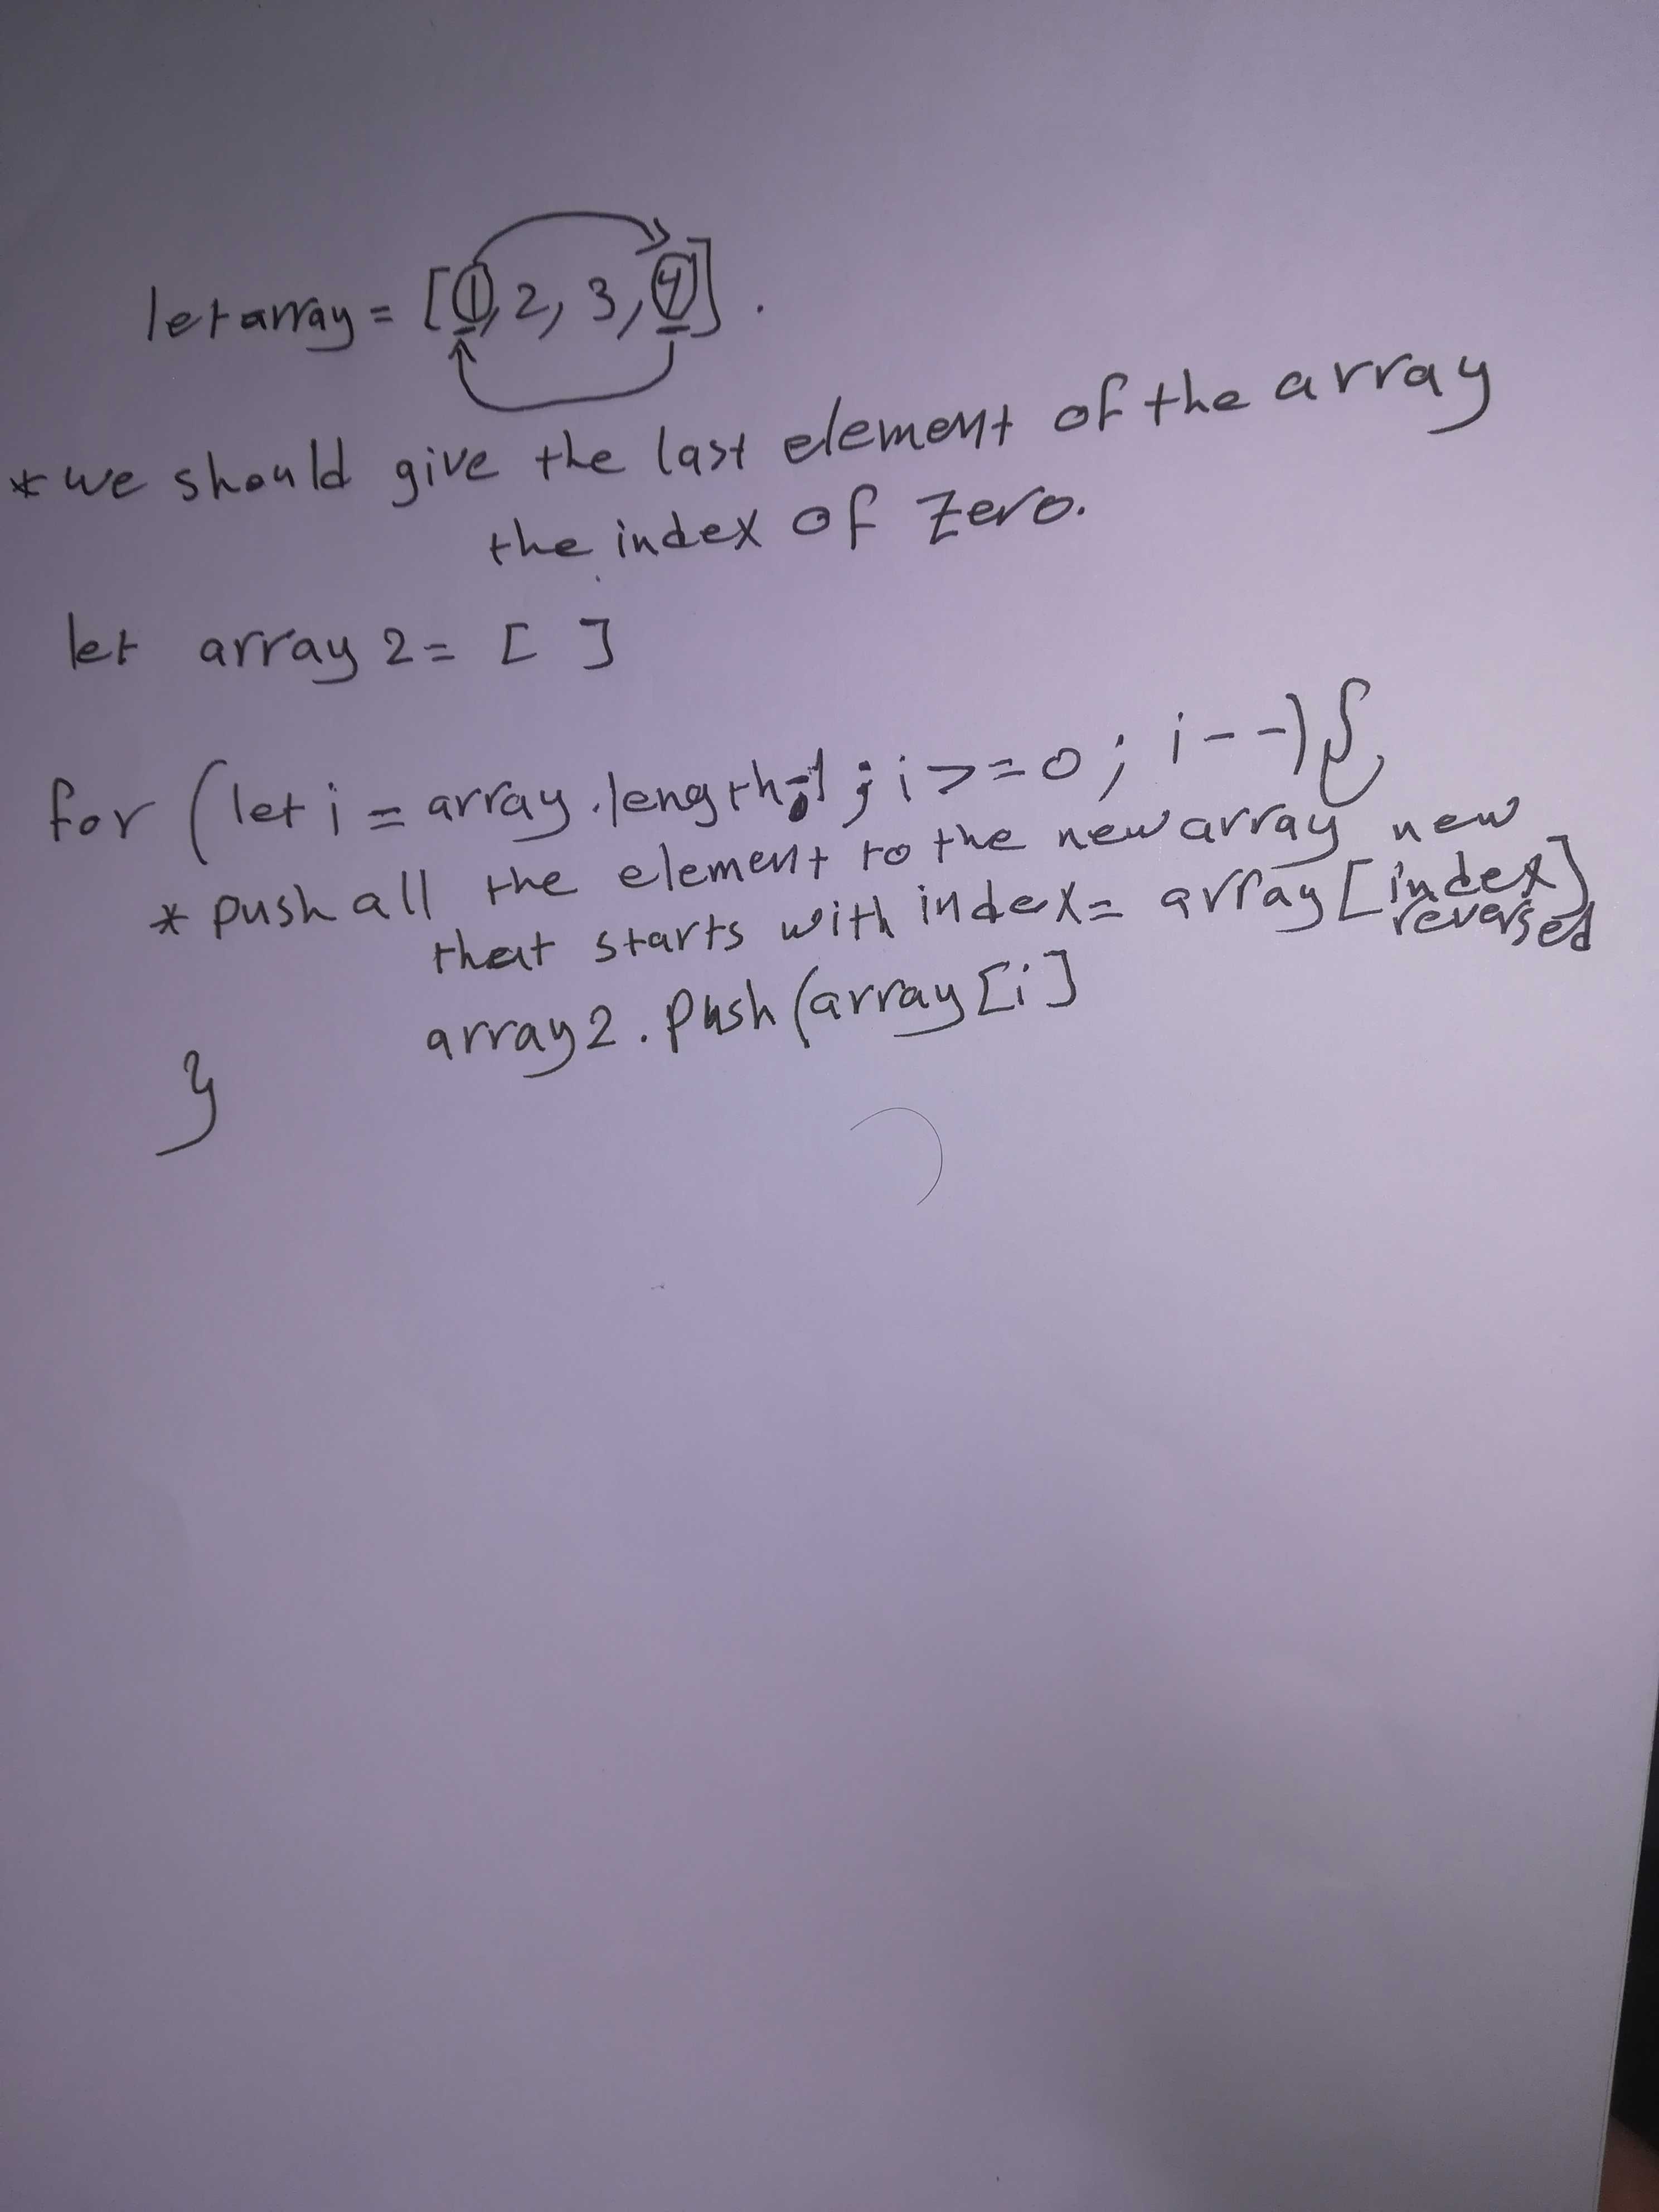 let array = [1, 2, 3, 4] .
* we should give the last element of the array
the index of Zero.
let array 2 = [ ]
for (let i = array.length-1 ; i >= 0 ; i--) {
* push all the element to the new array new
that starts with index = array [index]
reversed
array2.push(array[i]
}